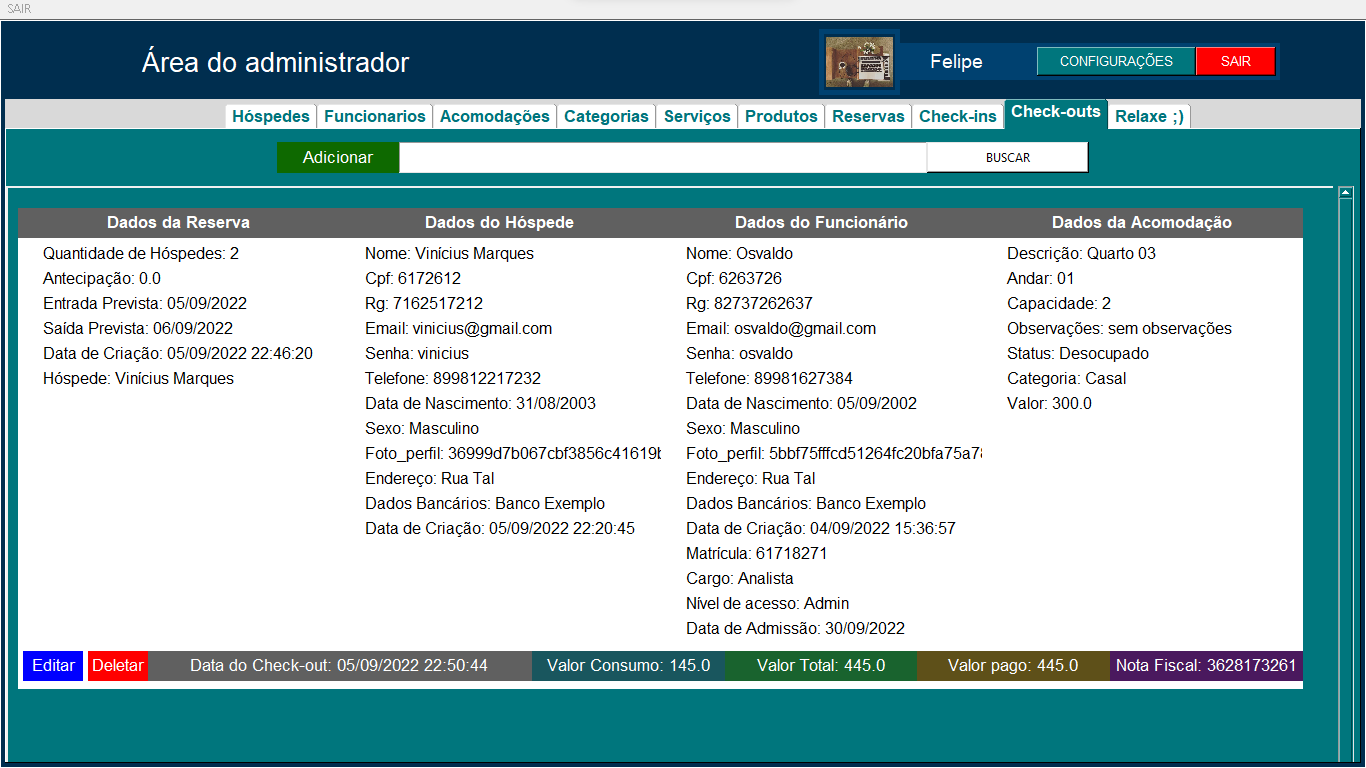 SAIR
Área do administrador
Felipe
CONFIGURAÇÕES
SAIR
Hóspedes
Funcionarios
Acomodações
Categorias
Serviços
Produtos
Reservas
Check-ins
Check-outs
Relaxe ;)
Adicionar
BUSCAR
Dados da Reserva
Quantidade de Hóspedes: 2
Antecipação: 0.0
Entrada Prevista: 05/09/2022
Saída Prevista: 06/09/2022
Data de Criação: 05/09/2022 22:46:20
Hóspede: Vinícius Marques
Dados do Hóspede
Nome: Vinícius Marques
Cpf: 6172612
Rg: 7162517212
Email: vinicius@gmail.com
Senha: vinicius
Telefone: 899812217232
Data de Nascimento: 31/08/2003
Sexo: Masculino
Foto_perfil: 36999d7b067cbf3856c41619b
Endereço: Rua Tal
Dados Bancários: Banco Exemplo
Data de Criação: 05/09/2022 22:20:45
Dados do Funcionário
Nome: Osvaldo
Cpf: 6263726
Rg: 82737262637
Email: osvaldo@gmail.com
Senha: osvaldo
Telefone: 89981627384
Data de Nascimento: 05/09/2002
Sexo: Masculino
Foto_perfil: 5bbf75fffcd51264fc20bfa75a78
Endereço: Rua Tal
Dados Bancários: Banco Exemplo
Data de Criação: 04/09/2022 15:36:57
Matrícula: 61718271
Cargo: Analista
Nível de acesso: Admin
Data de Admissão: 30/09/2022
Dados da Acomodação
Descrição: Quarto 03
Andar: 01
Capacidade: 2
Observações: sem observações
Status: Desocupado
Categoria: Casal
Valor: 300.0
Editar
Deletar
Data do Check-out: 05/09/2022 22:50:44
Valor Consumo: 145.0
Valor Total: 445.0
Valor pago: 445.0
Nota Fiscal: 3628173261